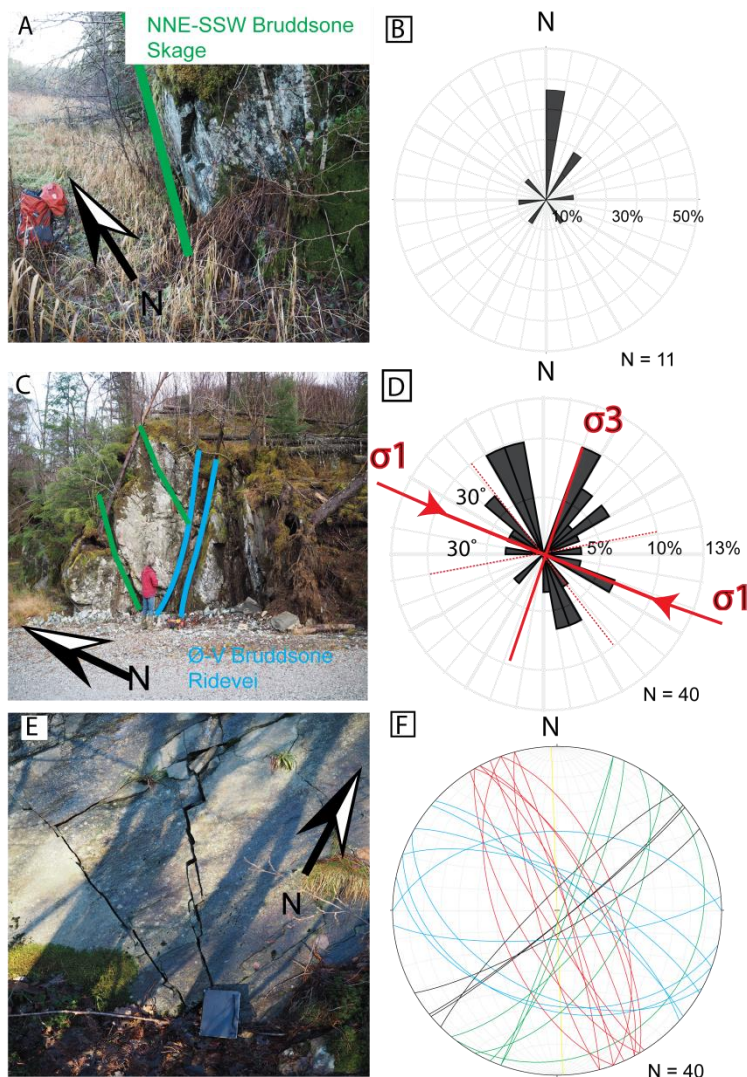 A
NNE-SSW Bruddsone
Skage
N
B
N
10% 30% 50%
N = 11
C
N
Ø-V Bruddsone
Ridevei
D
N
σ1
σ3
30°
30°
5% 10% 13%
σ1
N = 40
E
N
F
N
N = 40